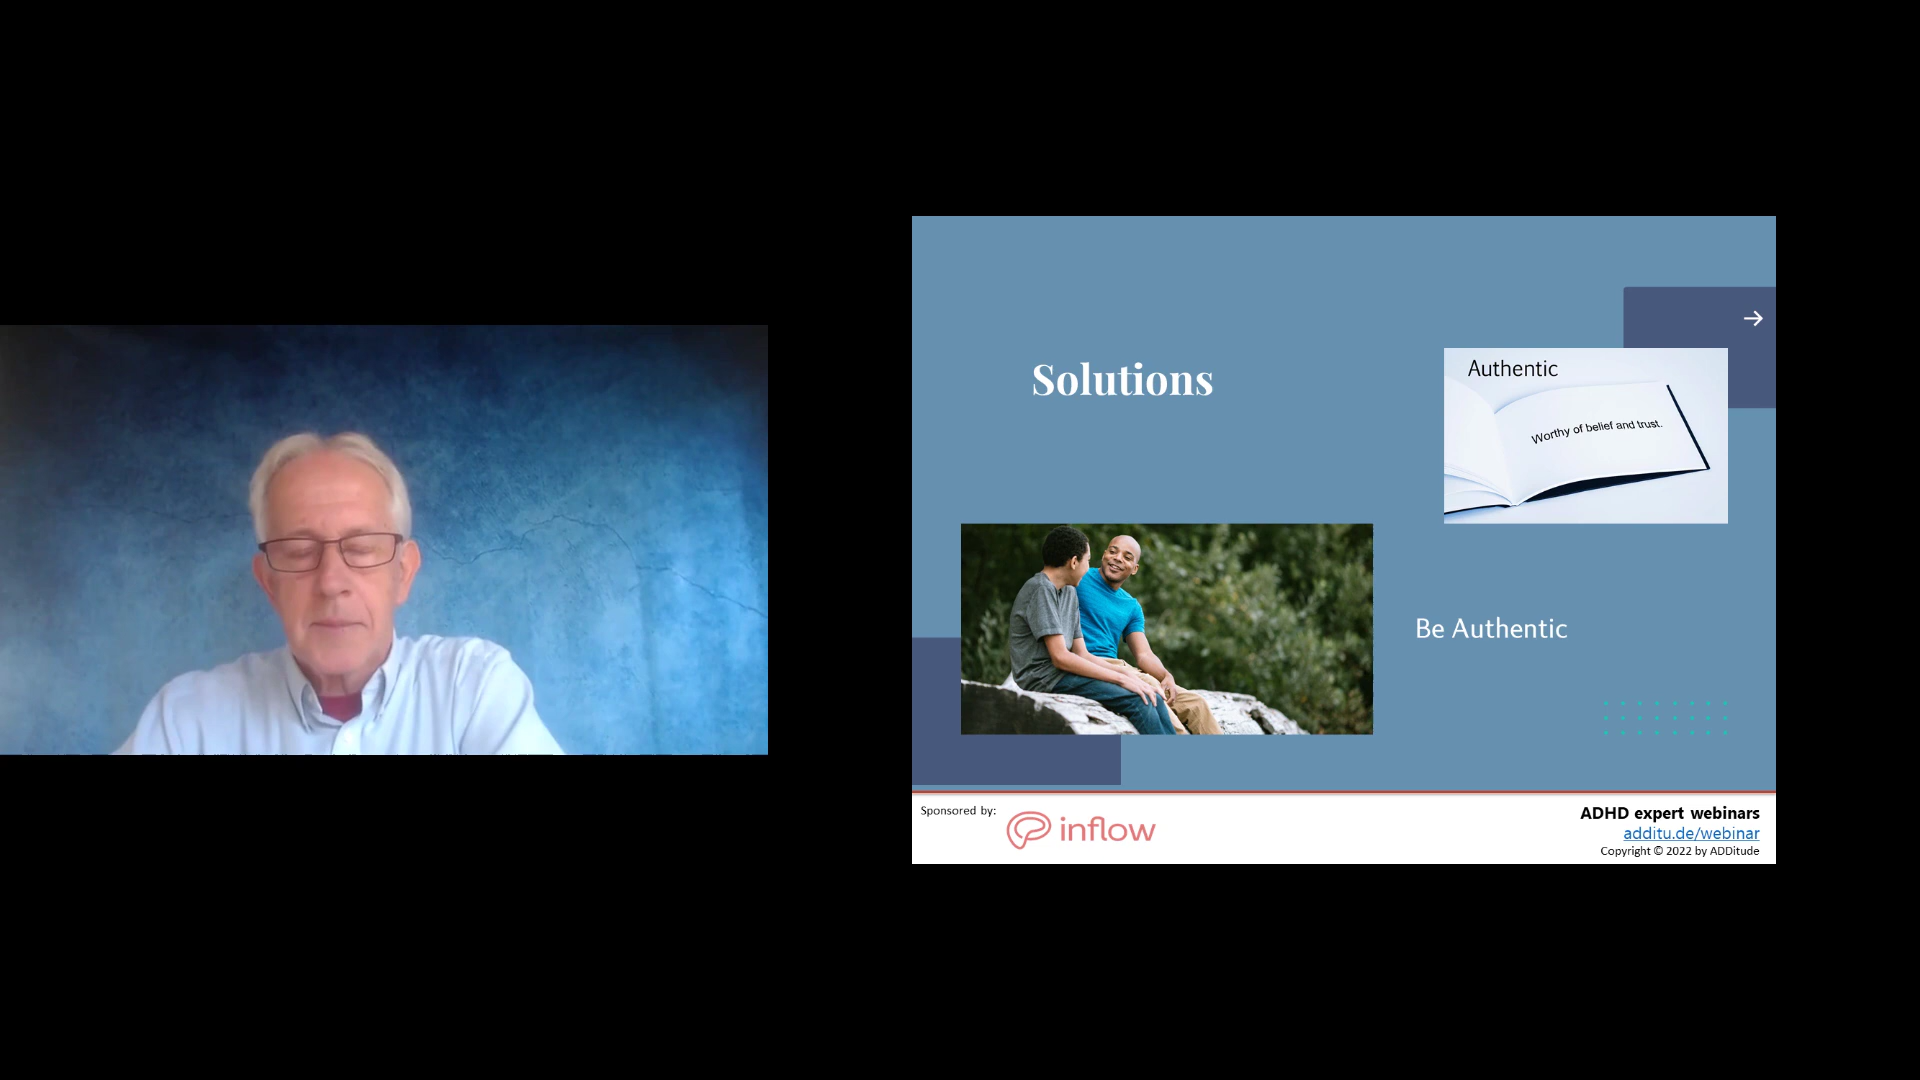 Solutions
Authentic
Worthy of belief and trust.
Be Authentic
Sponsored by:
inflow
ADHD expert webinars
additu.de/webinar
Copyright © 2022 by ADDitude